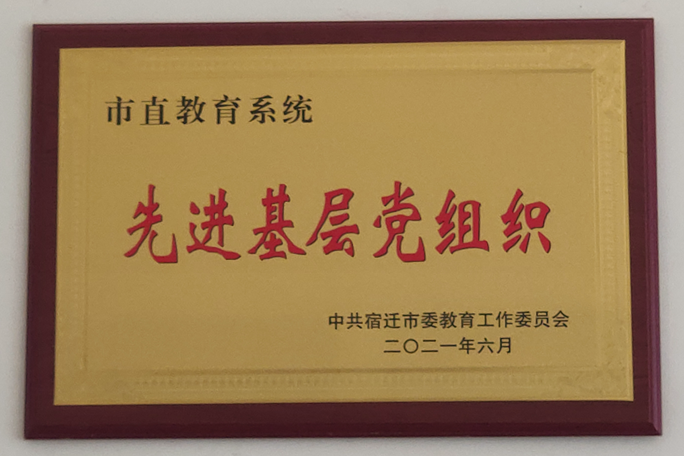 市直教育系统
先进基层党组织
中共宿迁市委教育工作委员会
二〇二一年六月